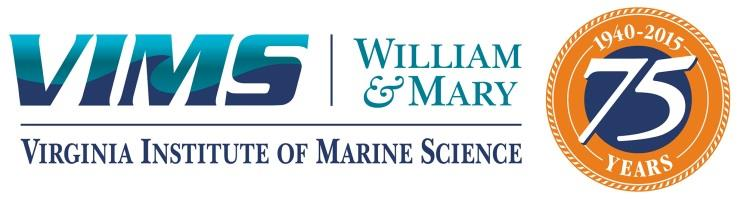 VIMS
WILLIAM
& MARY
VIRGINIA INSTITUTE OF MARINE SCIENCE
1940-2015
75
YEARS